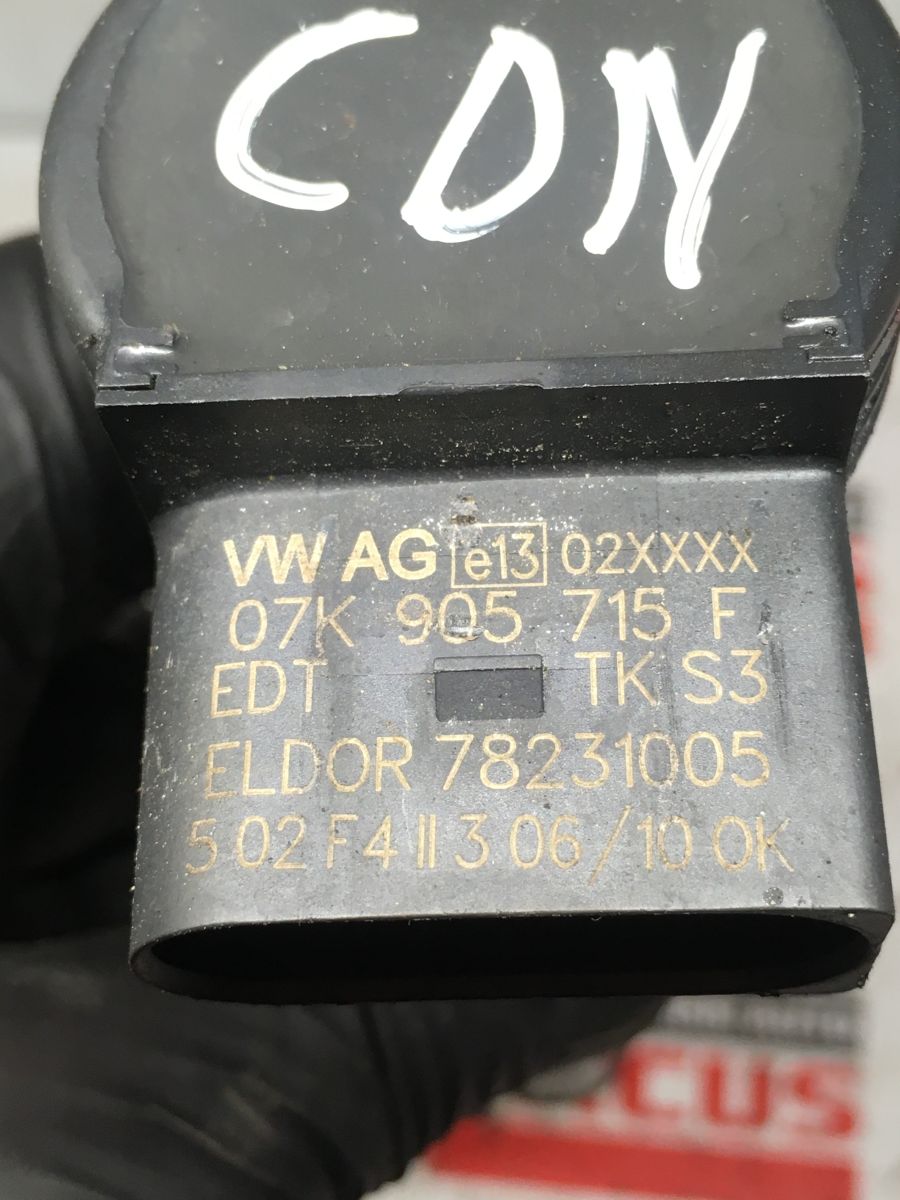 CDN
VW AG e13 02XXXX
07K 905 715 F
EDT TK S3
ELDOR 78231005
5 02 F4 II 3 06/10 OK